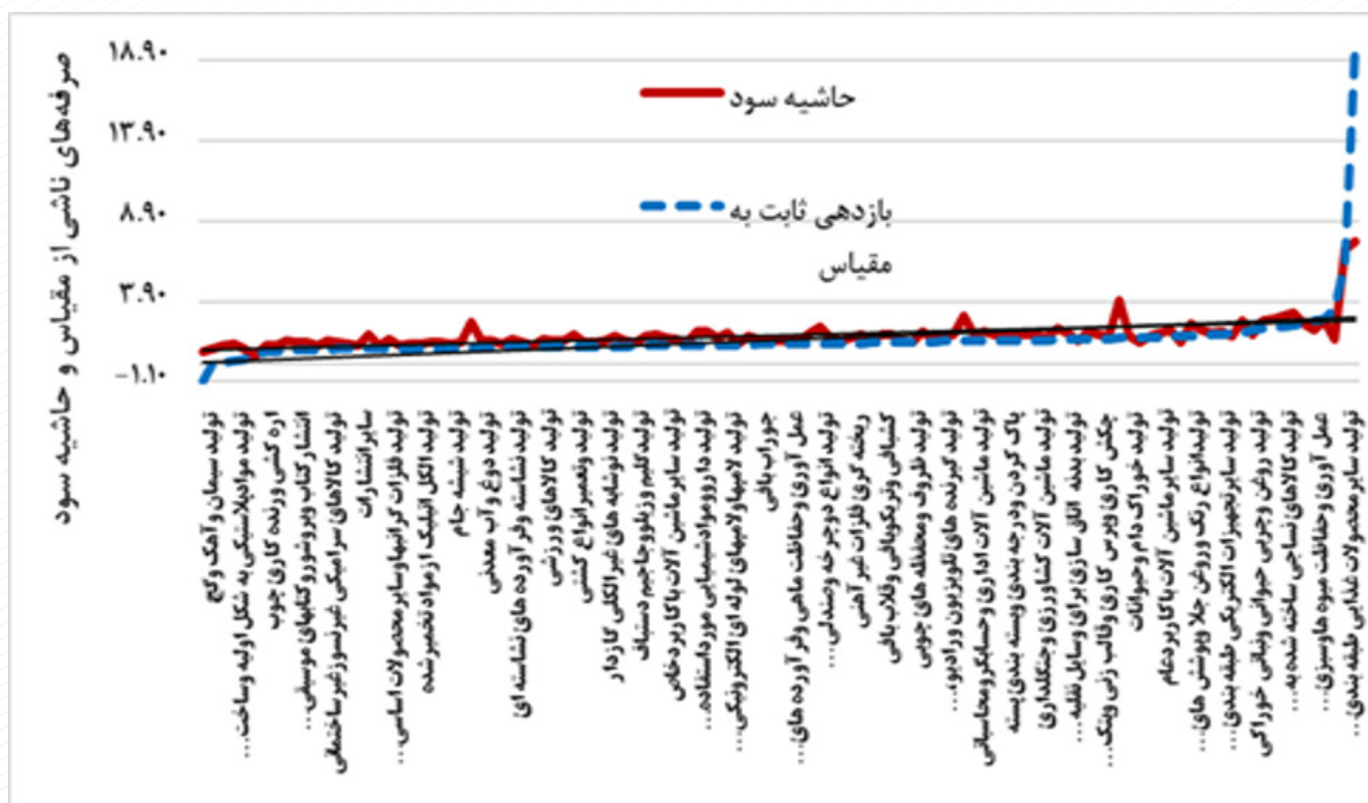 صرفه‌های ناشی از مقیاس و حاشیه سود
۱۸.۹۰
۱۳.۹۰
۸.۹۰
۳.۹۰
-۱.۱۰
حاشیه سود
بازدهی ثابت به
مقیاس
تولید سیمان و آهک و گچ
تولید مواد پلاستیکی به شکل اولیه و ساخت...
اره کشی و رنده کاری چوب
انتشار کتاب و بروشور و کتابهای موسیقی...
تولید کالاهای سرامیکی غیر نسوز غیر ساختمانی
سایر انتشارات
تولید فلزات گرانبها و سایر محصولات اساسی...
تولید الکل اتیلیک از مواد تخمیر شده
تولید شیشه جام
تولید دوغ و آب معدنی
تولید نشاسته و فرآورده های نشاسته ای
تولید کالاهای ورزشی
تولید و تعمیر انواع کشتی
تولید نوشابه های غیر الکلی گازدار
تولید گلیم و زیلو و جاجیم دستباف
تولید سایر ماشین آلات با کاربرد خاص
تولید دارو و مواد شیمیایی مورد استفاده...
تولید لامپها و لامپهای لوله ای الکترونیکی...
جوراب بافی
عمل آوری و حفاظت ماهی و فرآورده های...
تولید انواع دوچرخه و صندلی...
ریخته گری فلزات غیر آهنی
کشبافی و تریکوبافی و قلاب بافی
تولید ظروف و محفظه های چوبی
تولید گیرنده های تلویزیون و رادیو،...
تولید ماشین آلات اداری و حسابگر و محاسباتی
پاک کردن و درجه بندی و بسته بندی پسته
تولید ماشین آلات کشاورزی و جنگلداری
تولید بدنه اتاق سازی برای وسایل نقلیه...
چکش کاری و پرس کاری و قالب زنی و پتک...
تولید خوراک دام و حیوانات
تولید سایر ماشین آلات با کاربرد عام
تولید انواع رنگ و روغن جلا و پوشش های...
تولید سایر تجهیزات الکتریکی طبقه بندی...
تولید روغن و چربی حیوانی و نباتی خوراکی
تولید کالاهای نساجی ساخته شده به...
عمل آوری و حفاظت میوه ها و سبزی...
تولید سایر محصولات غذایی طبقه بندی...